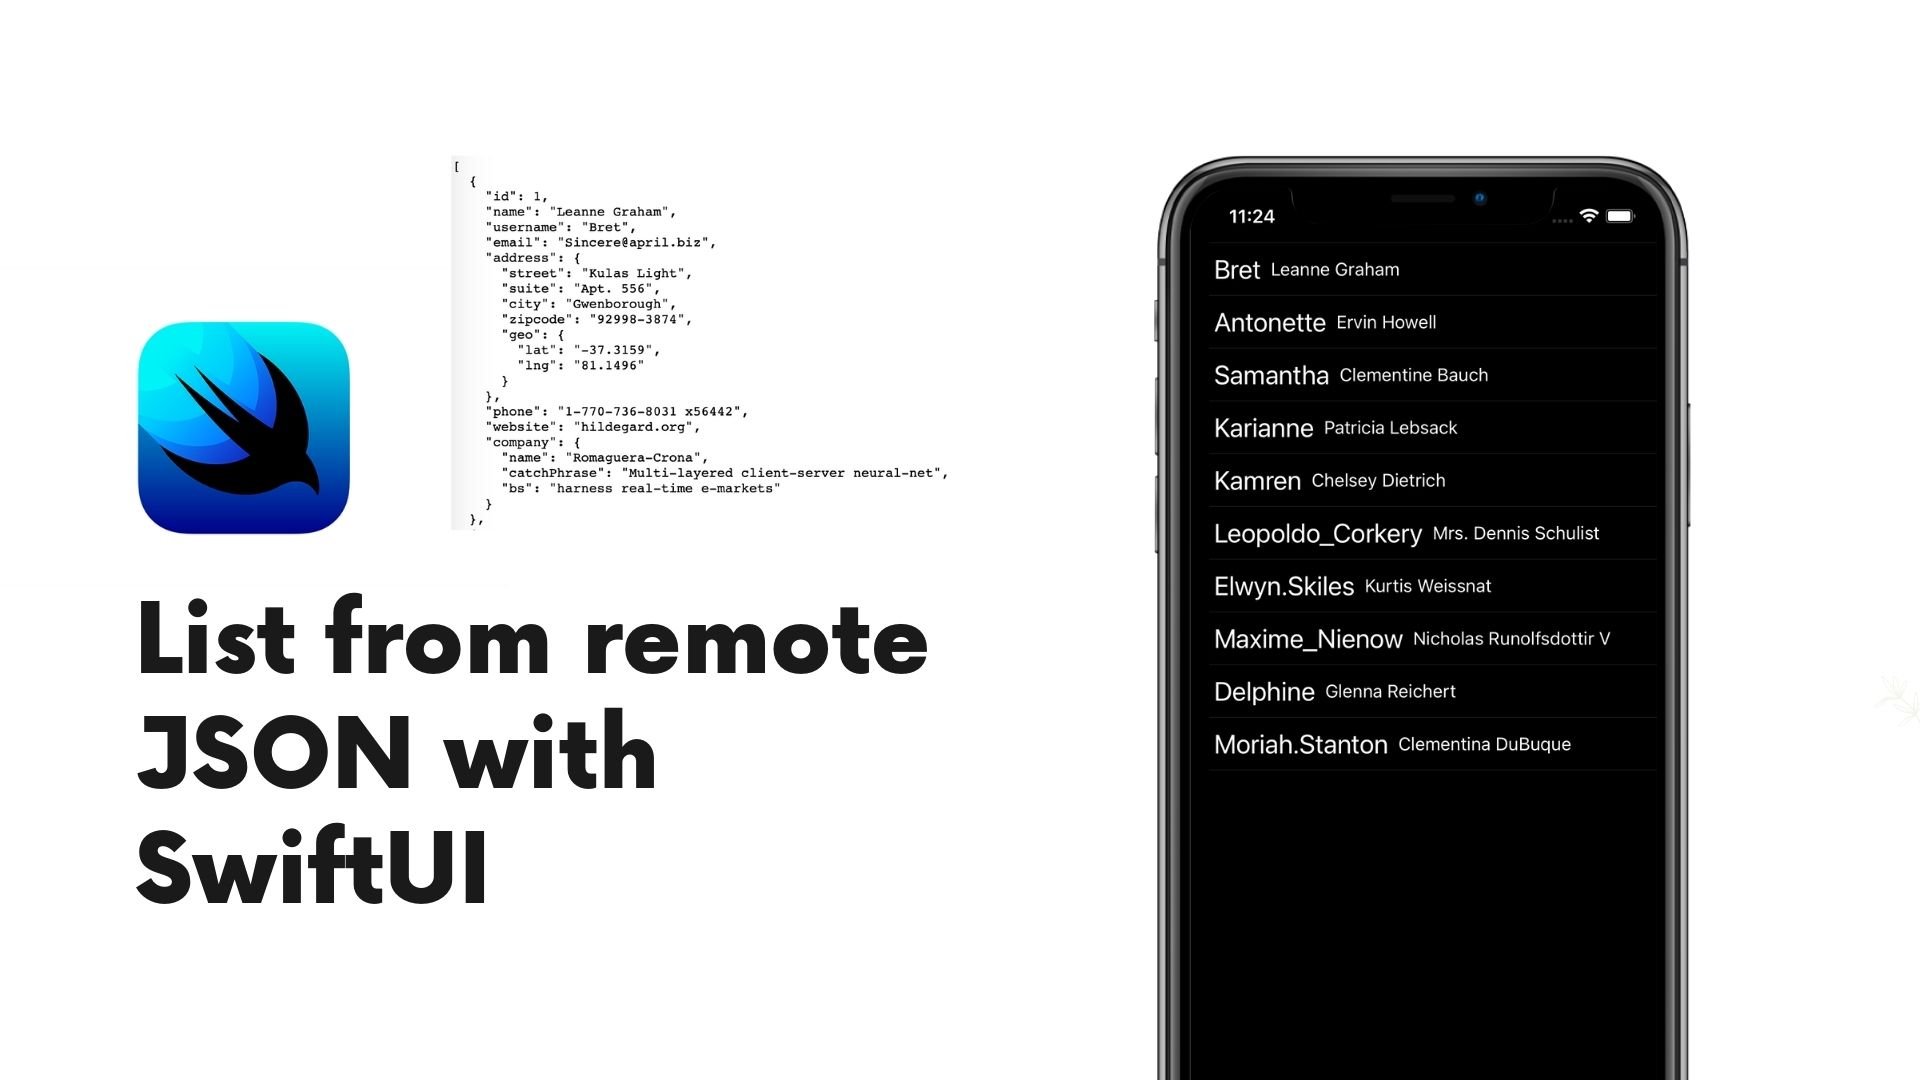 [
{
"id": 1,
"name": "Leanne Graham",
"username": "Bret",
"email": "Sincere@april.biz",
"address": {
"street": "Kulas Light",
"suite": "Apt. 556",
"city": "Gwenborough",
"zipcode": "92998-3874",
"geo": {
"lat": "-37.3159",
"lng": "81.1496"
}
},
"phone": "1-770-736-8031 x56442",
"website": "hildegard.org",
"company": {
"name": "Romaguera-Crona",
"catchPhrase": "Multi-layered client-server neural-net",
"bs": "harness real-time e-markets"
}
},
List from remote
JSON with
SwiftUI
11:24
Bret Leanne Graham
Antonette Ervin Howell
Samantha Clementine Bauch
Karianne Patricia Lebsack
Kamren Chelsey Dietrich
Leopoldo_Corkery Mrs. Dennis Schulist
Elwyn.Skiles Kurtis Weissnat
Maxime_Nienow Nicholas Runolfsdottir V
Delphine Glenna Reichert
Moriah.Stanton Clementina DuBuque